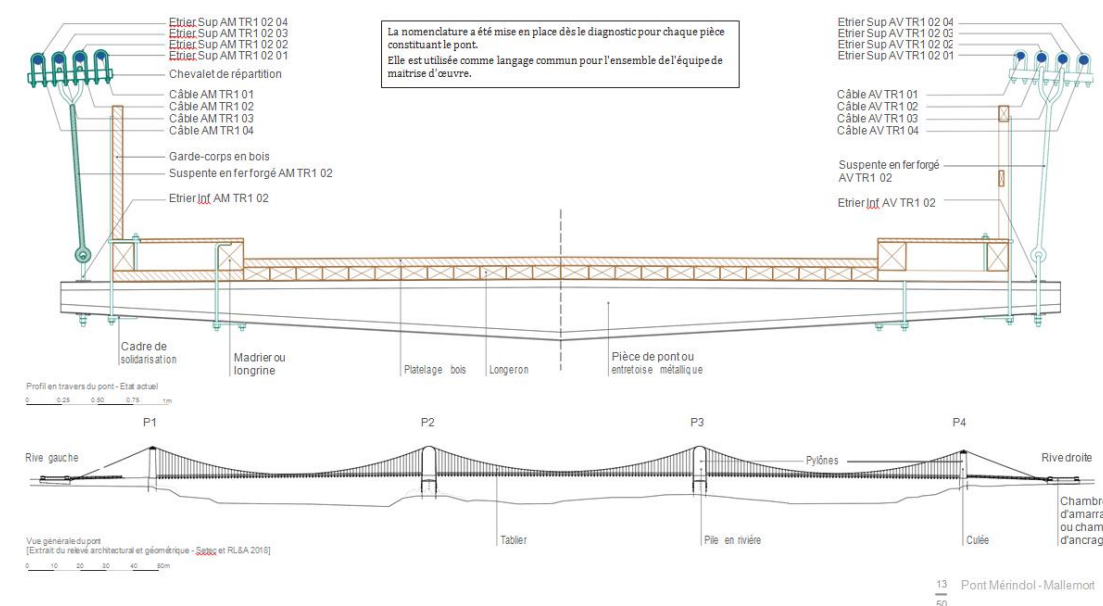 Etrier Sup AM TR1 02 04
Etrier Sup AM TR1 02 03
Etrier Sup AM TR1 02 02
Etrier Sup AM TR1 02 01
Chevalet de répartition
Câble AM TR1 01
Câble AM TR1 02
Câble AM TR1 03
Câble AM TR1 04
Garde-corps en bois
Suspente en fer forgé AM TR1 02
Etrier Inf AM TR1 02
La nomenclature a été mise en place dès le diagnostic pour chaque pièce
constituant le pont.
Elle est utilisée comme langage commun pour l'ensemble de l'équipe de
maitrise d'œuvre.
Etrier Sup AV TR1 02 04
Etrier Sup AV TR1 02 03
Etrier Sup AV TR1 02 02
Etrier Sup AV TR1 02 01
Câble AV TR1 01
Câble AV TR1 02
Câble AV TR1 03
Câble AV TR1 04
Suspente en fer forgé
AV TR1 02
Etrier Inf AV TR1 02
Cadre de
solidarisation
Madrier ou
longrine
Platelage bois
Longeron
Pièce de pont ou
entretoise métallique
Profil en travers du pont - Etat actuel
0 0.25 0.50 0.75 1m
P1 P2 P3 P4
Rive gauche
Pylônes
Rive droite
Tablier
Pile en rivière
Culée
Chambr
d'amarra
ou cham
d'ancrag
Vue générale du pont
[Extrait du relevé architectural et géométrique - Setec et RL&A 2018]
0 10 20 30 40 50m
13 Pont Mérindol - Mallemort
50